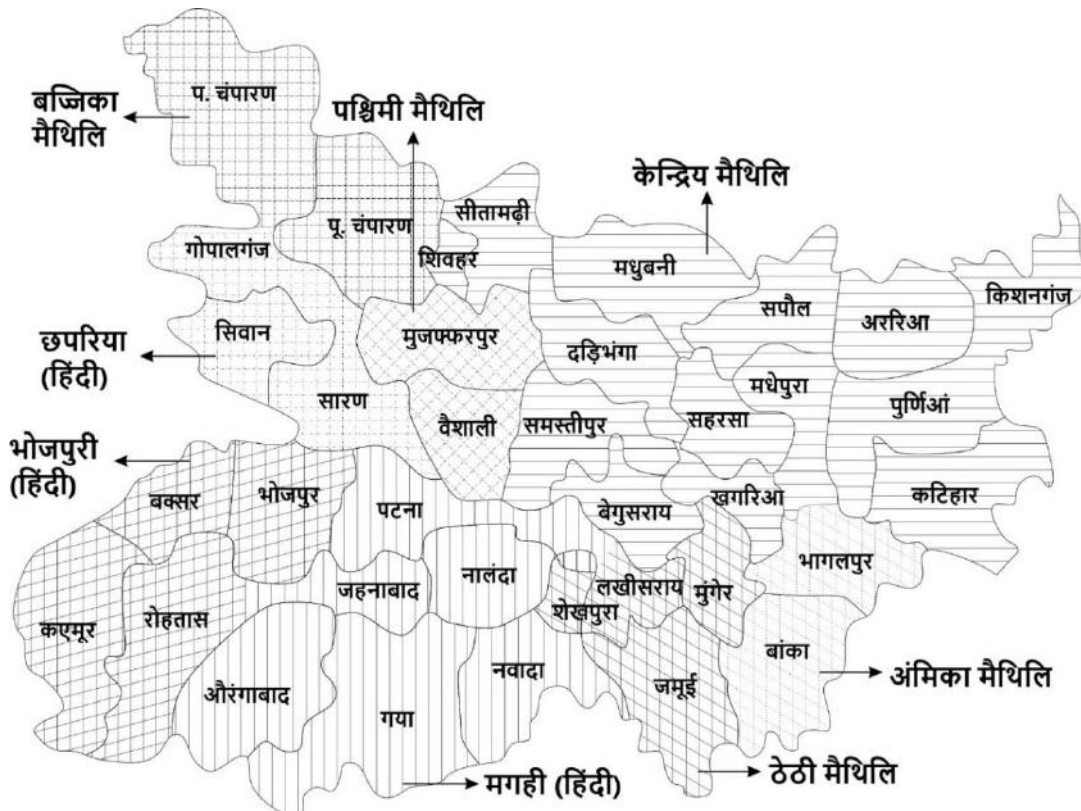 प. चंपारण
बज्जिका
मैथिलि
पश्चिमी मैथिलि
केन्द्रिय मैथिलि
सीतामढ़ी
पू. चंपारण
गोपालगंज
शिवहर
मधुबनी
किशनगंज
सपौल
अररिआ
सिवान
मुजफ्फरपुर
दड़िभंगा
छपरिया
(हिंदी)
मधेपुरा
पुर्णिआं
सारण
वैशाली
समस्तीपुर
सहरसा
भोजपुरी
(हिंदी)
बक्सर
भोजपुर
पटना
बेगुसराय
खगरिआ
कटिहार
भागलपुर
जहनाबाद
नालंदा
लखीसराय
मुंगेर
शेखपुरा
कएमूर
रोहतास
बांका
औरंगाबाद
नवादा
जमूई
अंमिका मैथिलि
गया
मगही (हिंदी)
ठेठी मैथिलि